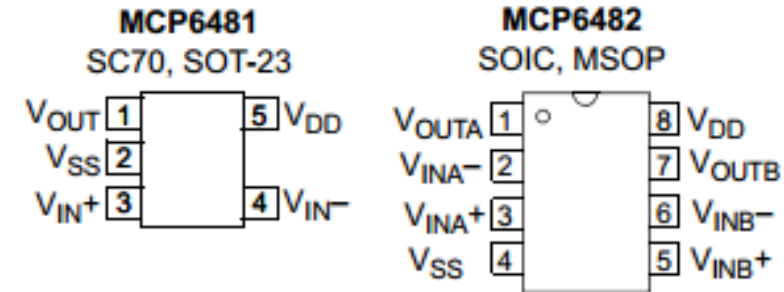 MCP6481
SC70, SOT-23
VOUT 1 5 VDD
VSS 2
VIN+ 3 4 VIN–
MCP6482
SOIC, MSOP
VOUTA 1 8 VDD
VINA– 2 7 VOUTB
VINA+ 3 6 VINB–
VSS 4 5 VINB+